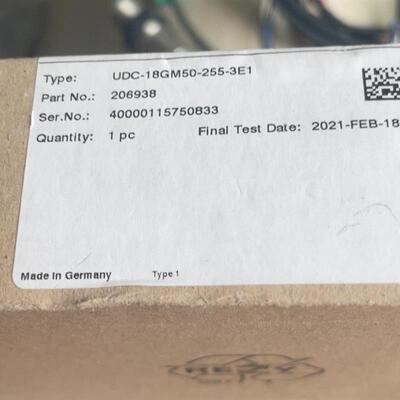 Type: UDC-18GM50-255-3E1
Part No.: 206938
Ser.No.: 40000115750833
Quantity: 1 pc Final Test Date: 2021-FEB-18
Made in Germany Type 1
RESY